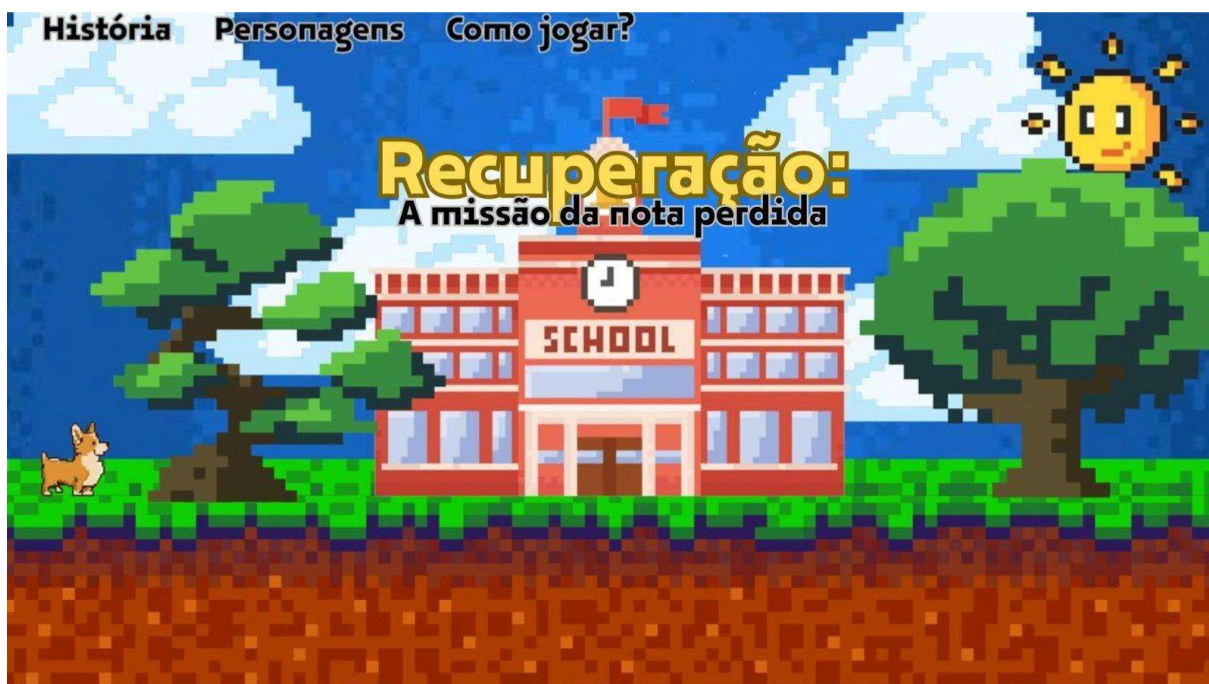 História Personagens Como jogar?
Recuperação:
A missão da nota perdida
SCHOOL